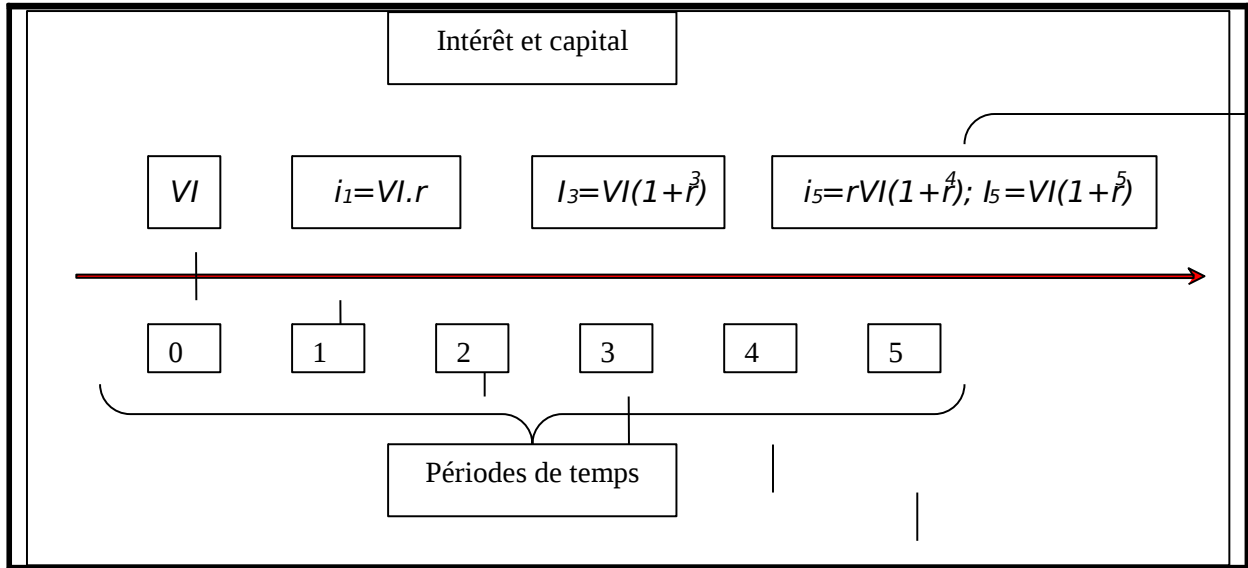 Intérêt et capital
VI
i₁=VI.r
I₃=VI(1+r)³
i₅=rVI(1+r)⁴; I₅=VI(1+r)⁵
0
1
2
3
4
5
Périodes de temps